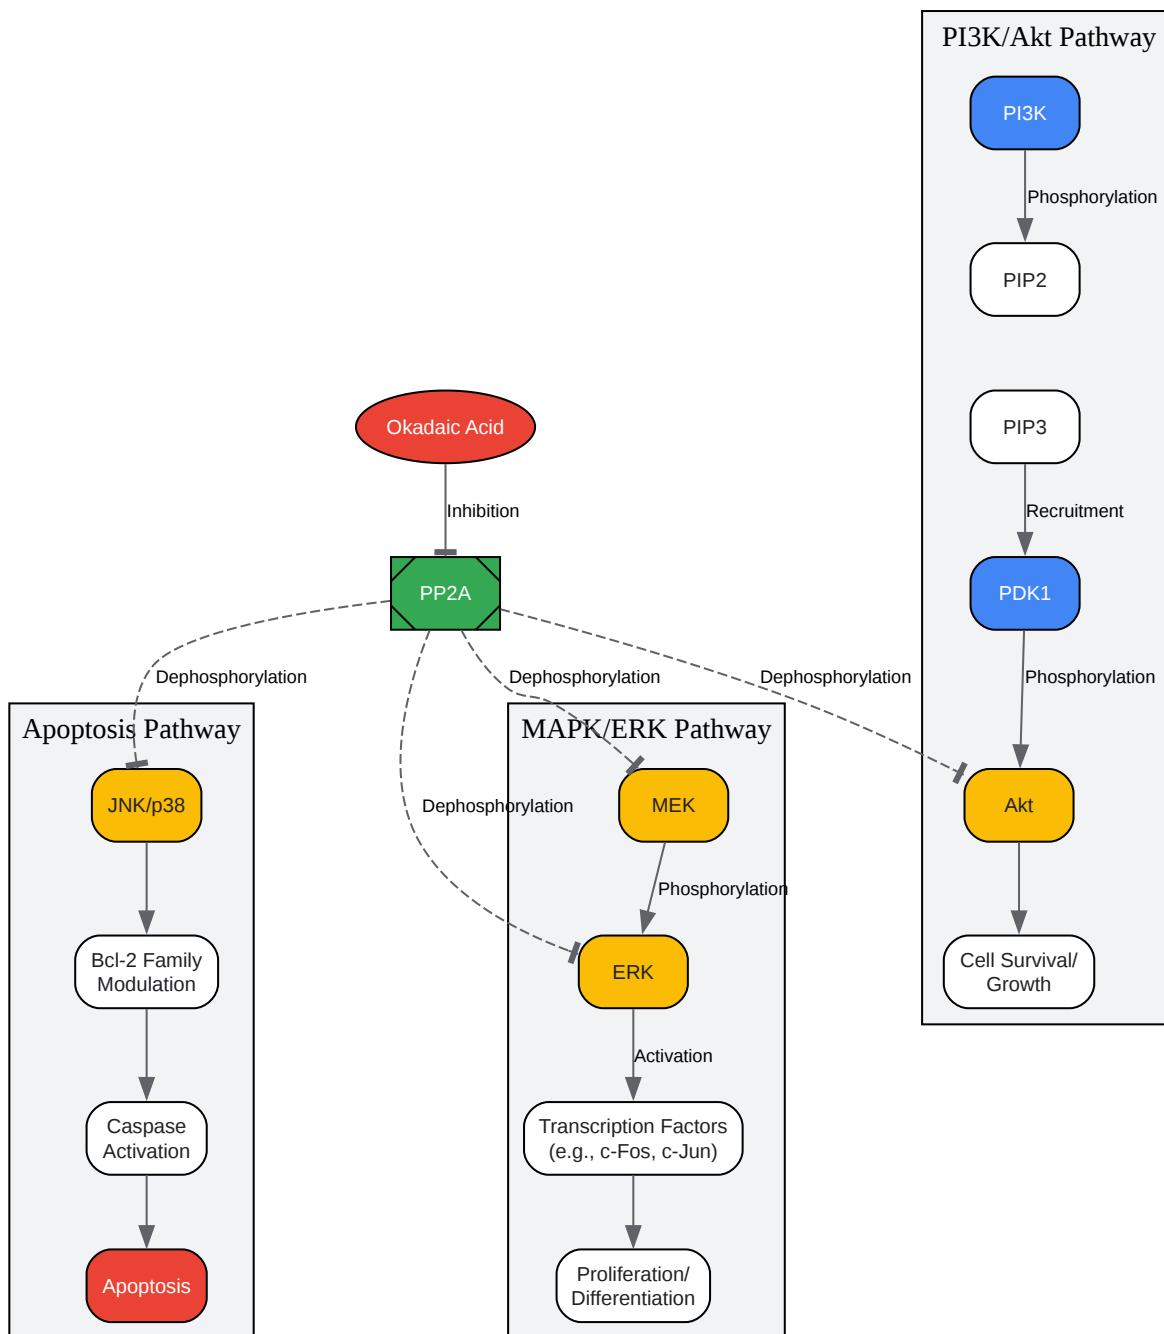 PI3K/Akt Pathway
PI3K
Phosphorylation
PIP2
PIP3
Recruitment
PDK1
Phosphorylation
Akt
Cell Survival/
Growth
Okadaic Acid
Inhibition
PP2A
Dephosphorylation
Dephosphorylation
Dephosphorylation
Dephosphorylation
Apoptosis Pathway
JNK/p38
Bcl-2 Family
Modulation
Caspase
Activation
Apoptosis
MAPK/ERK Pathway
MEK
Phosphorylation
ERK
Activation
Transcription Factors
(e.g., c-Fos, c-Jun)
Proliferation/
Differentiation